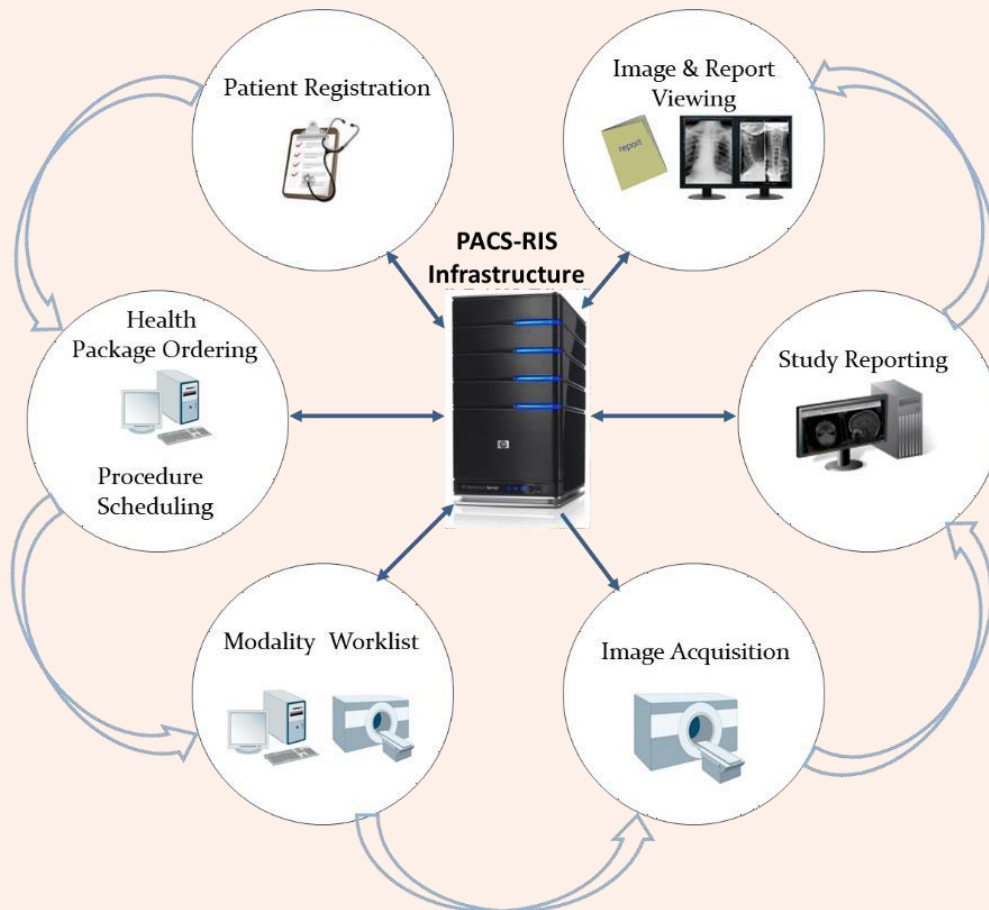 Patient Registration
Image & Report
Viewing
report
PACS-RIS
Infrastructure
Health
Package Ordering
Procedure
Scheduling
Study Reporting
hp
Modality Worklist
Image Acquisition